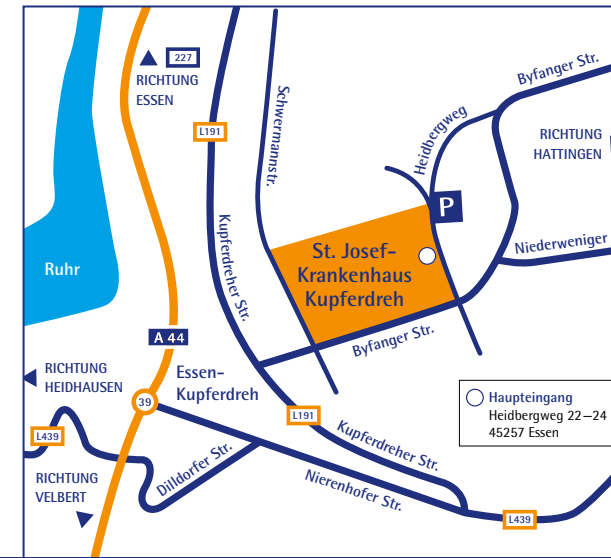 227
RICHTUNG
ESSEN
Byfanger Str.
Schwermannstr.
L191
Heidbergweg
RICHTUNG
HATTINGEN
P
Kupferdreher Str.
St. Josef-
Krankenhaus
Kupferdreh
Niederweniger
Ruhr
A 44
Byfanger Str.
RICHTUNG
HEIDHAUSEN
Essen-
Kupferdreh
39
L191
Haupteingang
Heidbergweg 22–24
45257 Essen
L439
Kupferdreher Str.
Dilldorfer Str.
RICHTUNG
VELBERT
Nierenhofer Str.
L439